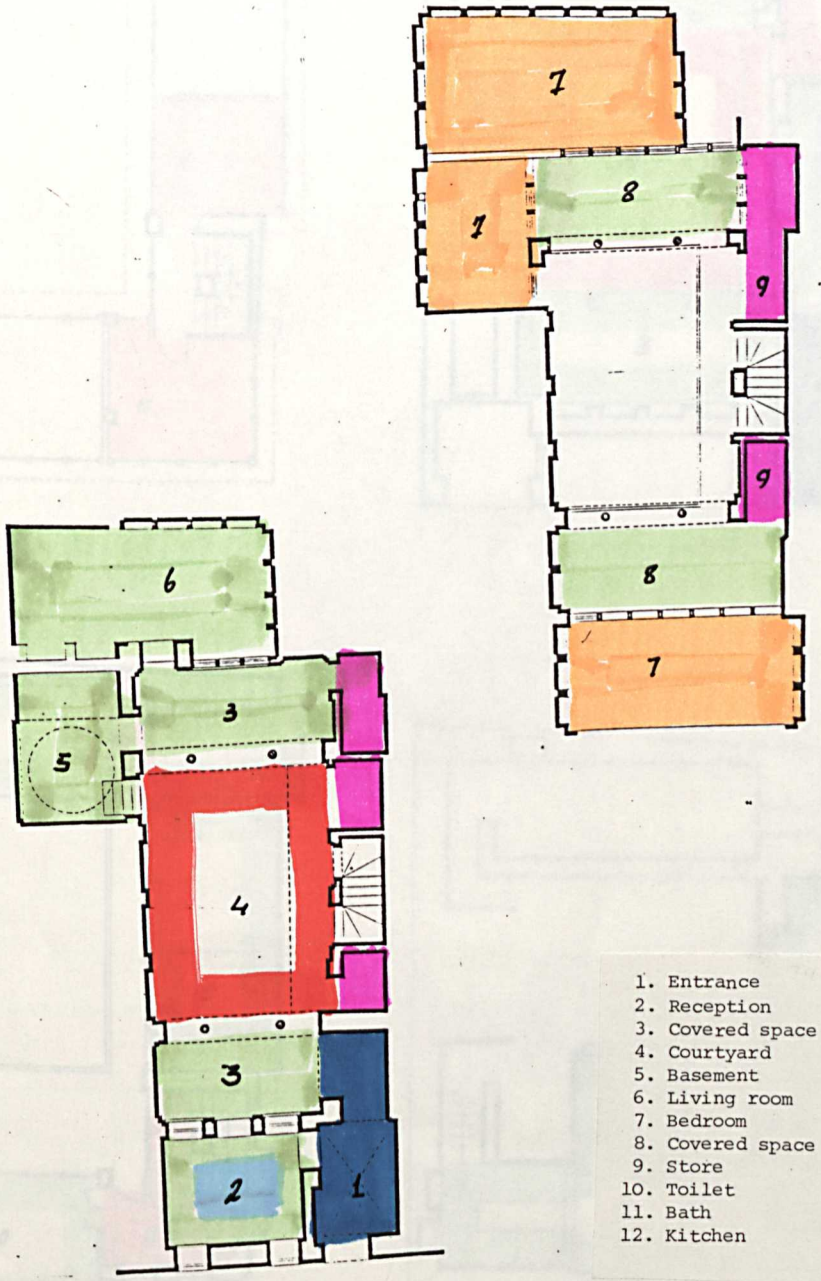 7
7
8
9
9
8
7
6
3
5
4
3
2
1
1. Entrance
2. Reception
3. Covered space
4. Courtyard
5. Basement
6. Living room
7. Bedroom
8. Covered space
9. Store
10. Toilet
11. Bath
12. Kitchen